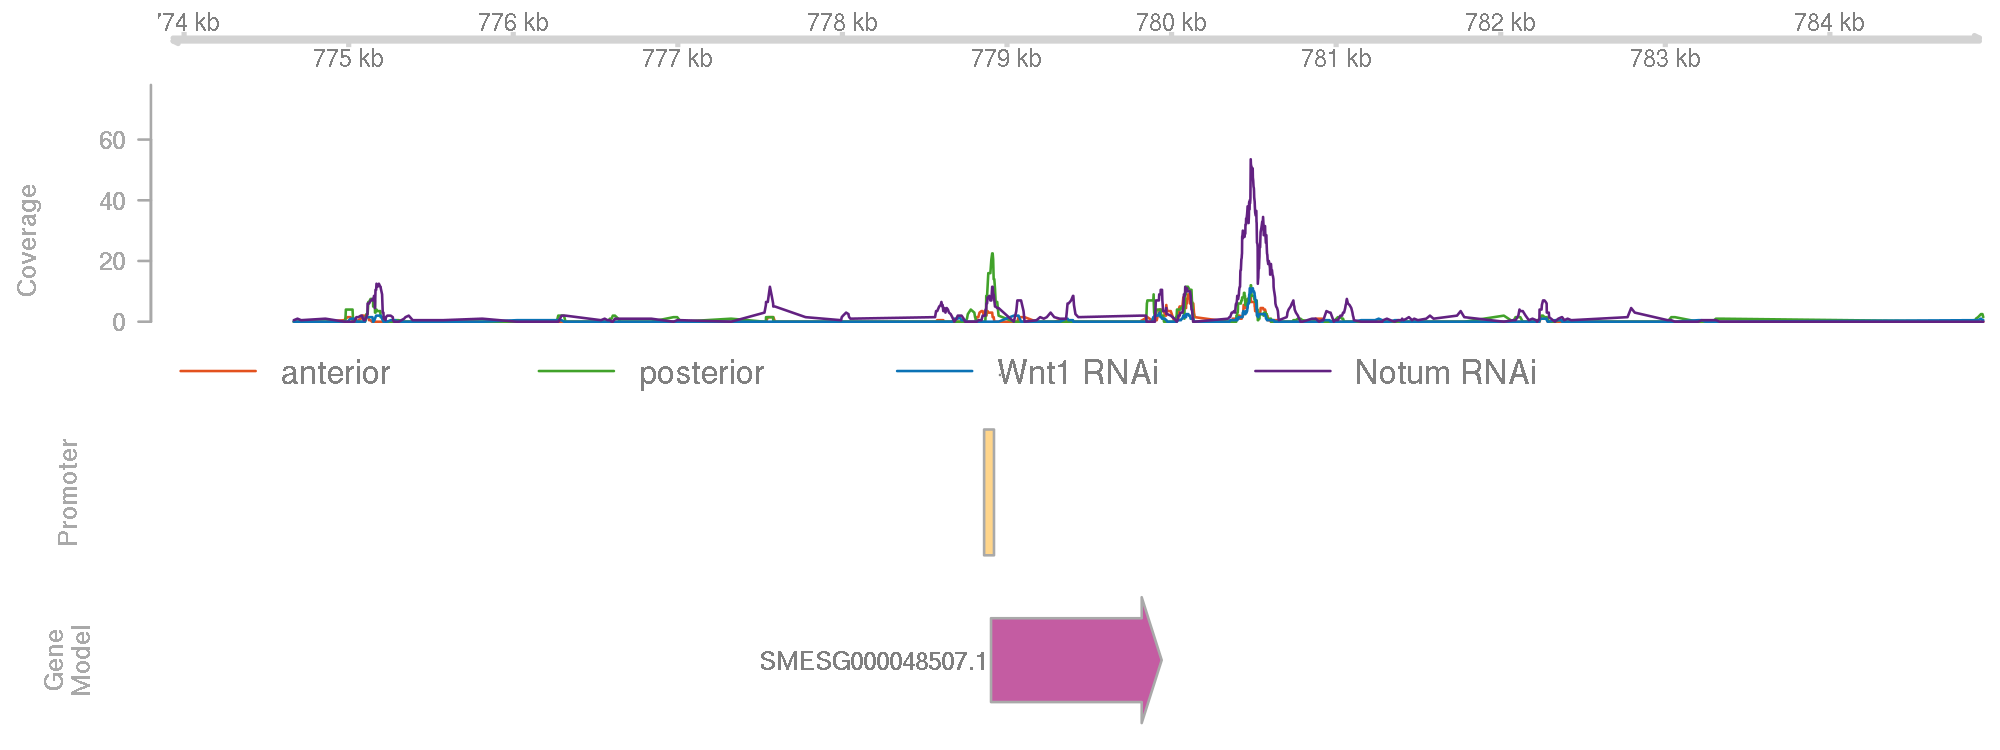 '74 kb 776 kb 778 kb 780 kb 782 kb 784 kb
775 kb 777 kb 779 kb 781 kb 783 kb
Coverage
60
40
20
0
anterior posterior Wnt1 RNAi Notum RNAi
Promoter
Gene
Model
SMESG000048507.1